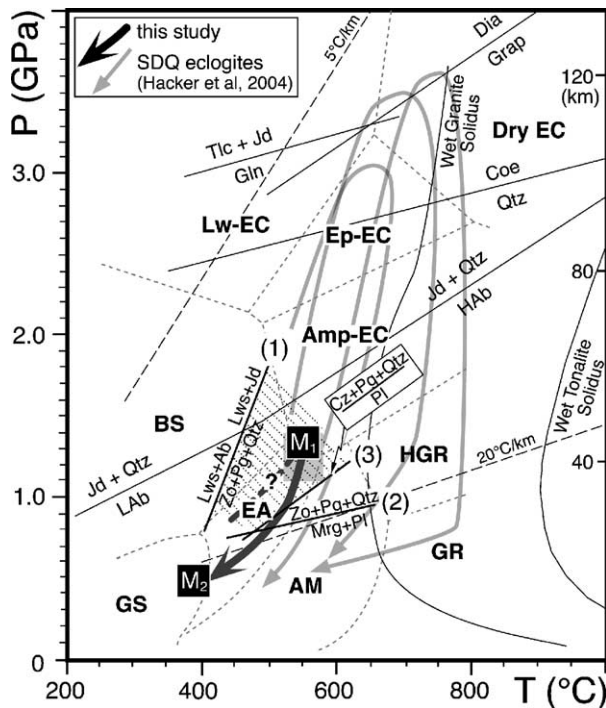 this study
SDQ eclogites
(Hacker et al, 2004)
P (GPa)
5°C/km
Dia
Grap
120
(km)
Wet Granite
Solidus
Dry EC
Tlc + Jd
Gln
3.0
Coe
Qtz
Lw-EC
Ep-EC
80
Jd + Qtz
HAb
2.0
Amp-EC
(1)
Lws+Jd
Cz+Pg+Qtz
Pl
Wet Tonalite
Solidus
BS
Lws+Ab
Zo+Pg+Qtz
M1
HGR
20°C/km
40
Jd + Qtz
LAb
?
(3)
1.0
EA
Zo+Pg+Qtz
(2)
Mrg+Pl
GR
M2
AM
GS
0
200
400
600
800
T (°C)